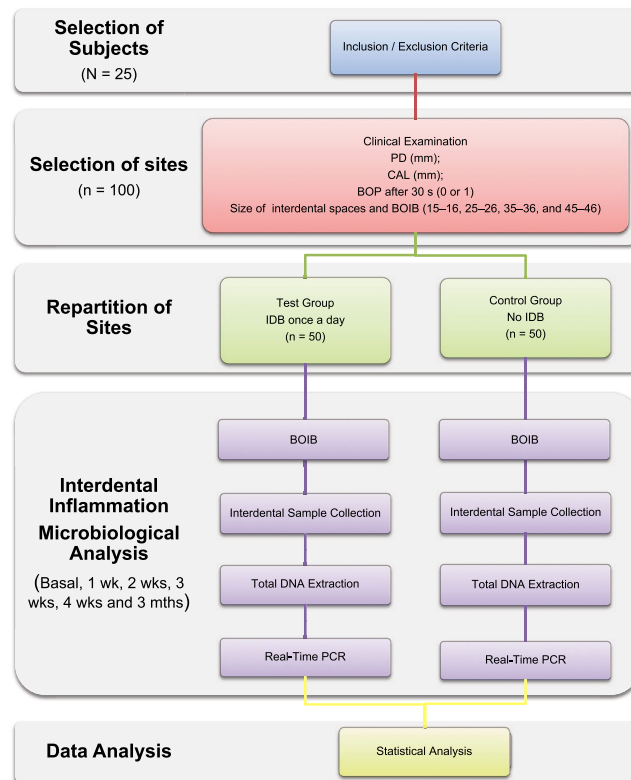 Selection of
Subjects
(N = 25)
Inclusion / Exclusion Criteria
Selection of sites
(n = 100)
Clinical Examination
PD (mm);
CAL (mm);
BOP after 30 s (0 or 1)
Size of interdental spaces and BOIB (15–16, 25–26, 35–36, and 45–46)
Repartition of
Sites
Test Group
IDB once a day
(n = 50)
Control Group
No IDB
(n = 50)
Interdental
Inflammation
Microbiological
Analysis
(Basal, 1 wk, 2 wks, 3
wks, 4 wks and 3 mths)
BOIB
BOIB
Interdental Sample Collection
Interdental Sample Collection
Total DNA Extraction
Total DNA Extraction
Real-Time PCR
Real-Time PCR
Data Analysis
Statistical Analysis